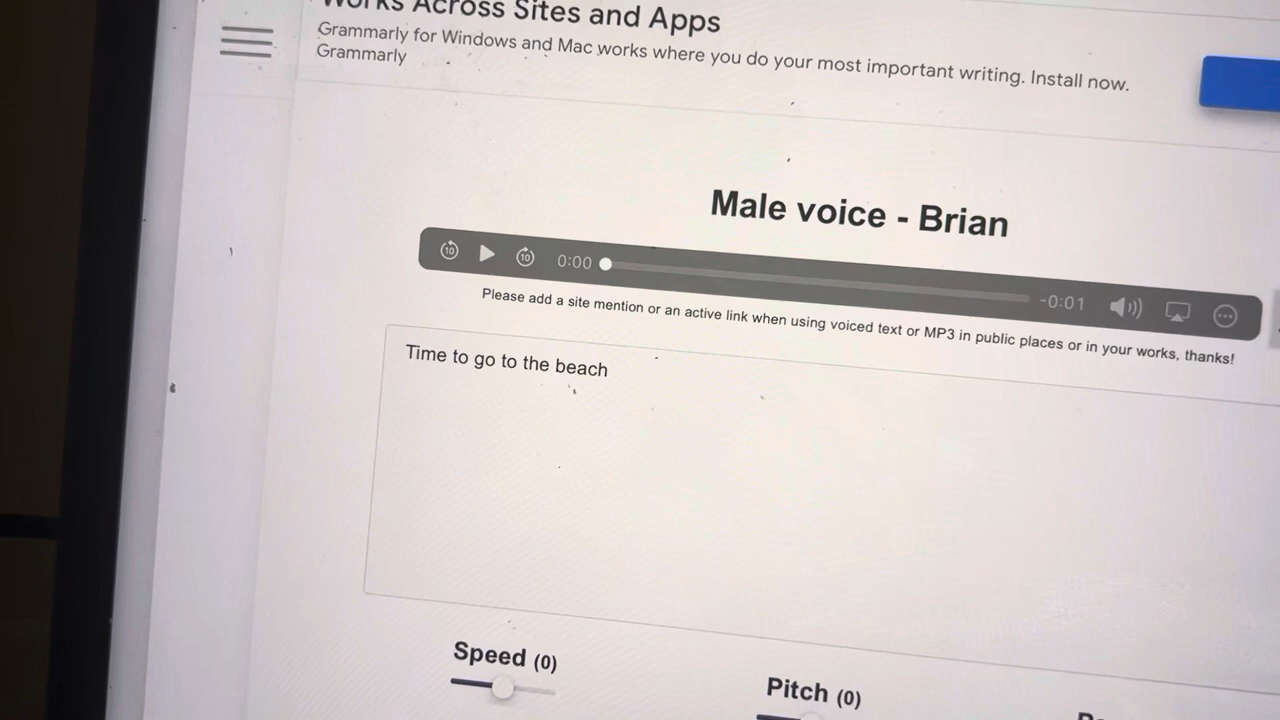 Works Across Sites and Apps
Grammarly for Windows and Mac works where you do your most important writing. Install now.
Grammarly
Male voice - Brian
10
10
0:00
-0:01
Please add a site mention or an active link when using voiced text or MP3 in public places or in your works, thanks!
Time to go to the beach
Speed (0)
Pitch (0)